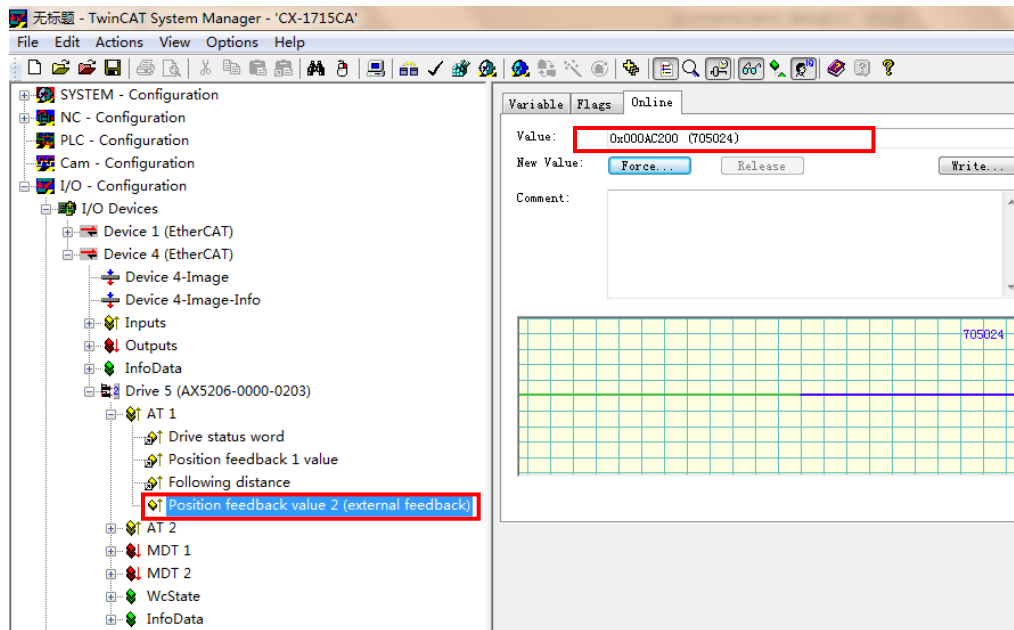 无标题 - TwinCAT System Manager - 'CX-1715CA'
File Edit Actions View Options Help
SYSTEM - Configuration
NC - Configuration
PLC - Configuration
Cam - Configuration
I/O - Configuration
I/O Devices
Device 1 (EtherCAT)
Device 4 (EtherCAT)
Device 4-Image
Device 4-Image-Info
Inputs
Outputs
InfoData
Drive 5 (AX5206-0000-0203)
AT 1
Drive status word
Position feedback 1 value
Following distance
Position feedback value 2 (external feedback)
AT 2
MDT 1
MDT 2
WcState
InfoData
Variable Flags Online
Value: 0x000AC200 (705024)
New Value: Force... Release Write...
Comment:
705024